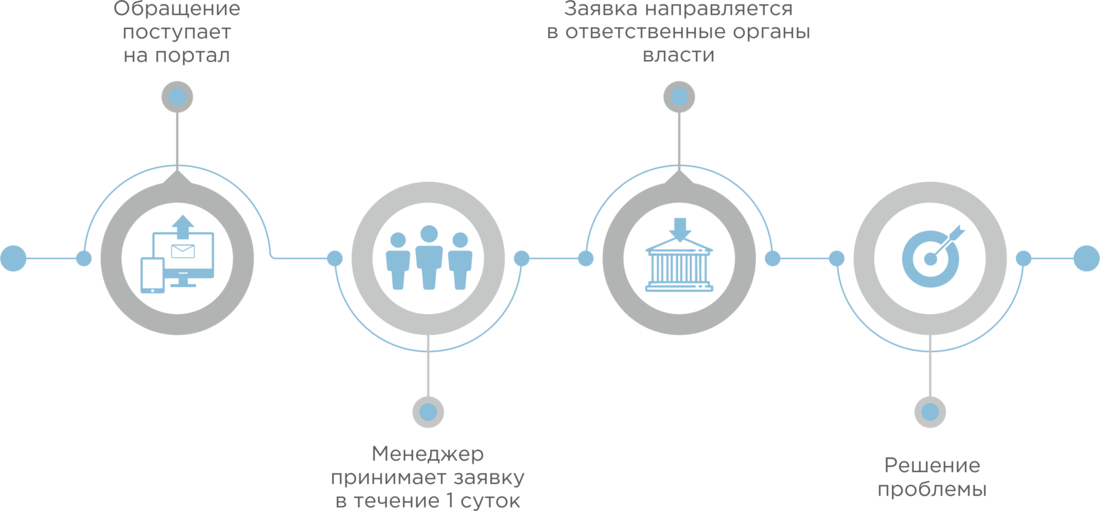 Обращение
поступает
на портал
Менеджер
принимает заявку
в течение 1 суток
Заявка направляется
в ответственные органы
власти
Решение
проблемы